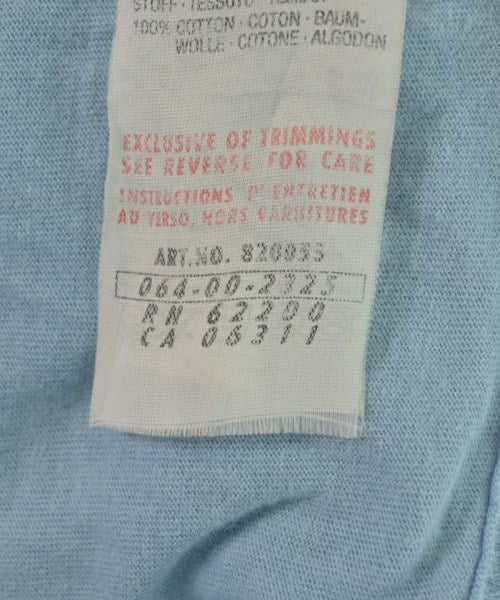 STOFF · TESSUTO
100% COTTON · COTON · BAUM-
WOLLE · COTONE · ALGODON
EXCLUSIVE OF TRIMMINGS
SEE REVERSE FOR CARE
INSTRUCTIONS D'ENTRETIEN
AU VERSO, HORS GARNITURES
ART.NO. 820053
064-00-2325
RN 62200
CA 06311